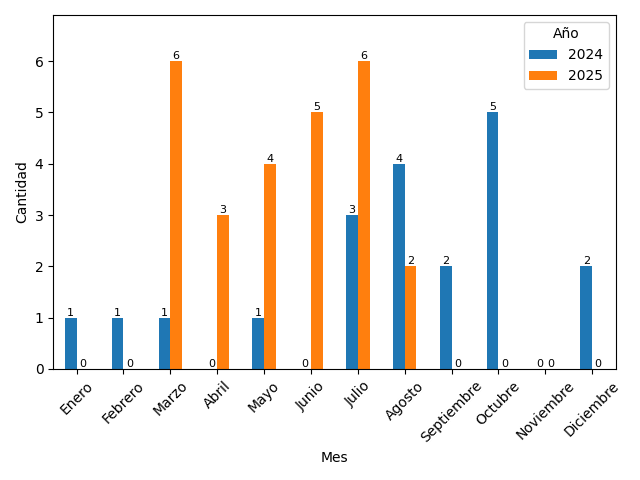 Año
2024
2025
Cantidad
6
5
4
3
2
1
0
1 0 1 0 1 6 0 3 1 4 0 5 3 6 4 2 2 0 5 0 0 0 2 0
Enero Febrero Marzo Abril Mayo Junio Julio Agosto Septiembre Octubre Noviembre Diciembre
Mes